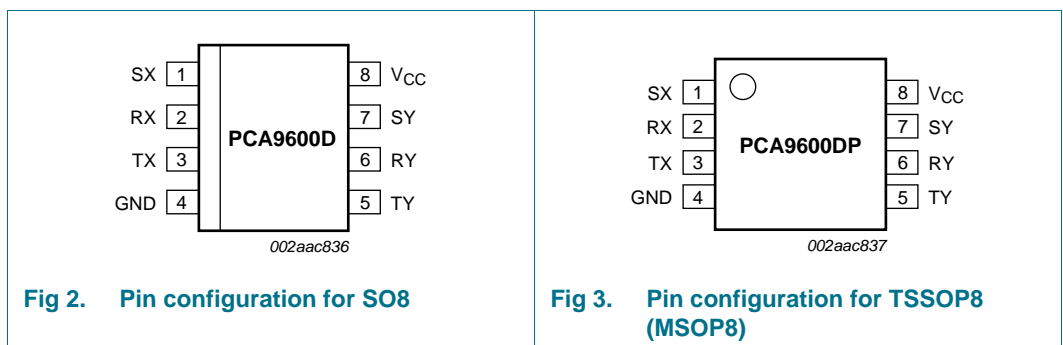 SX 1
RX 2
TX 3
GND 4
PCA9600D
8 VCC
7 SY
6 RY
5 TY
002aac836
Fig 2. Pin configuration for SO8
SX 1
RX 2
TX 3
GND 4
PCA9600DP
8 VCC
7 SY
6 RY
5 TY
002aac837
Fig 3. Pin configuration for TSSOP8
(MSOP8)